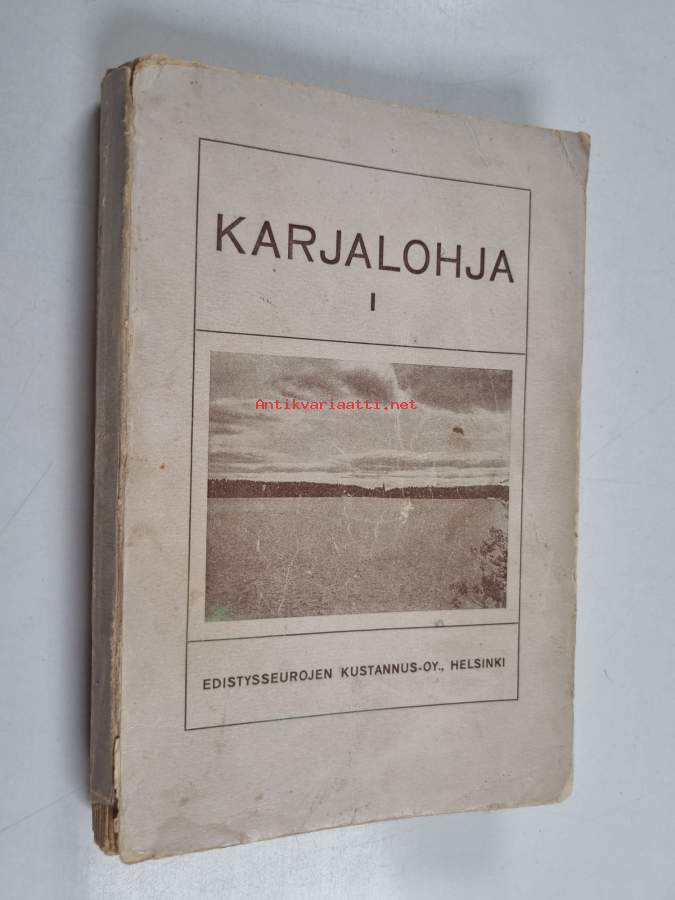 KARJALOHJA
I
Antikvariaatti.net
EDISTYSSEUROJEN KUSTANNUS-OY., HELSINKI